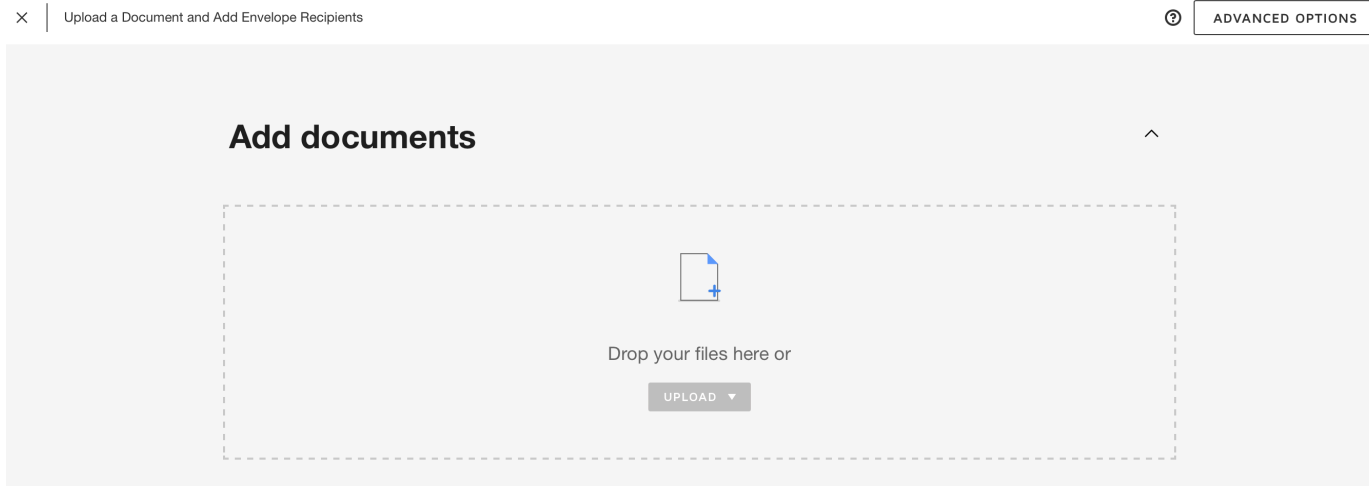 Upload a Document and Add Envelope Recipients
ADVANCED OPTIONS
Add documents
Drop your files here or
UPLOAD